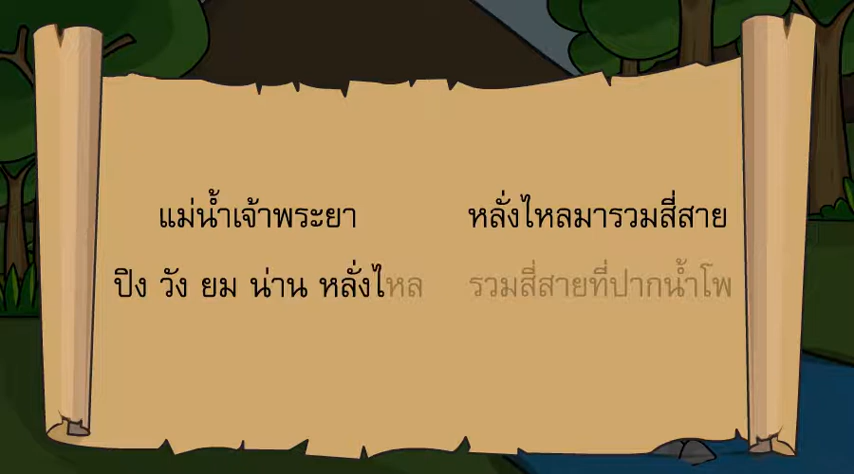 แม่น้ำเจ้าพระยา หลั่งไหลมารวมสี่สาย
ปิง วัง ยม น่าน หลั่งไหล รวมสี่สายที่ปากน้ำโพ